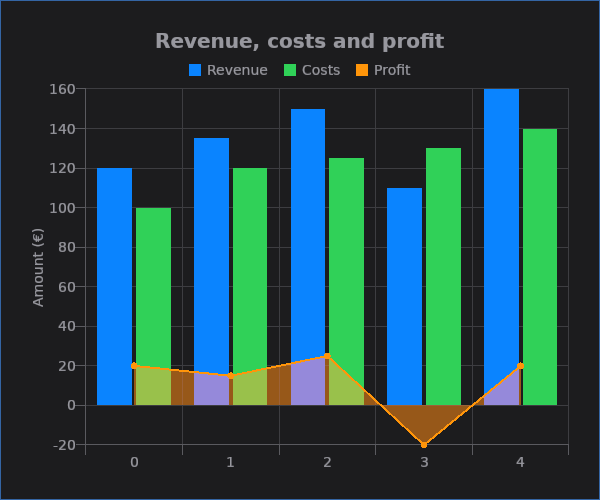 Revenue, costs and profit
Revenue Costs Profit
160
140
120
100
80
60
40
20
0
-20
Amount (€)
0 1 2 3 4